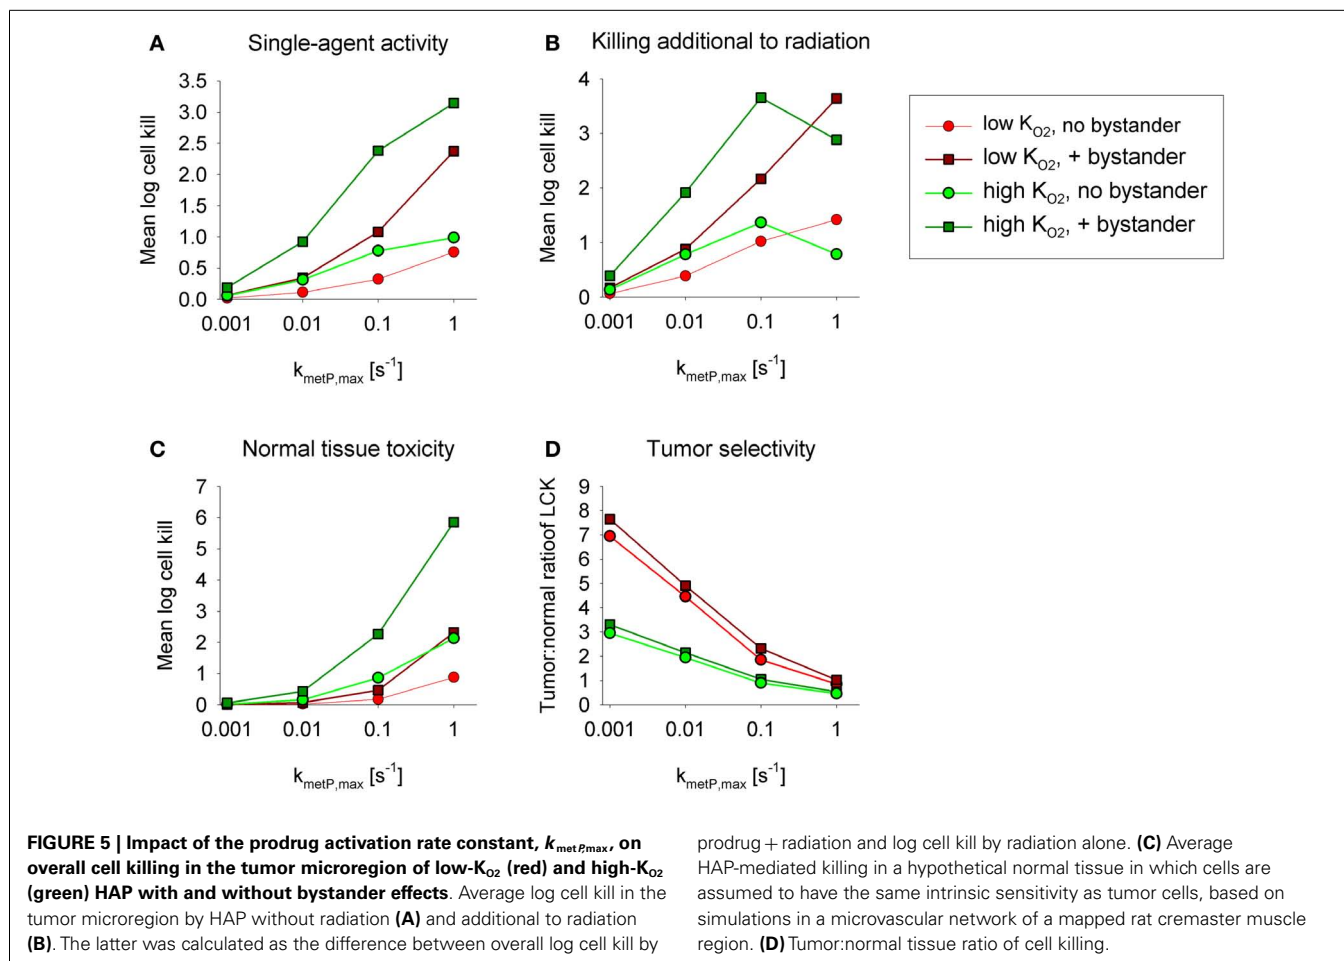 A Single-agent activity
Mean log cell kill
3.5
3.0
2.5
2.0
1.5
1.0
0.5
0.0
0.001 0.01 0.1 1
k_metP,max [s⁻¹]
B Killing additional to radiation
Mean log cell kill
4
3
2
1
0
0.001 0.01 0.1 1
k_metP,max [s⁻¹]
low K_O2, no bystander
low K_O2, + bystander
high K_O2, no bystander
high K_O2, + bystander
C Normal tissue toxicity
Mean log cell kill
7
6
5
4
3
2
1
0
0.001 0.01 0.1 1
k_metP,max [s⁻¹]
D Tumor selectivity
Tumor:normal ratioof LCK
9
8
7
6
5
4
3
2
1
0
0.001 0.01 0.1 1
k_metP,max [s⁻¹]
FIGURE 5 | Impact of the prodrug activation rate constant, k_metP,max, on
overall cell killing in the tumor microregion of low-K_O2 (red) and high-K_O2
(green) HAP with and without bystander effects. Average log cell kill in the
tumor microregion by HAP without radiation (A) and additional to radiation
(B). The latter was calculated as the difference between overall log cell kill by
prodrug + radiation and log cell kill by radiation alone. (C) Average
HAP-mediated killing in a hypothetical normal tissue in which cells are
assumed to have the same intrinsic sensitivity as tumor cells, based on
simulations in a microvascular network of a mapped rat cremaster muscle
region. (D) Tumor:normal tissue ratio of cell killing.